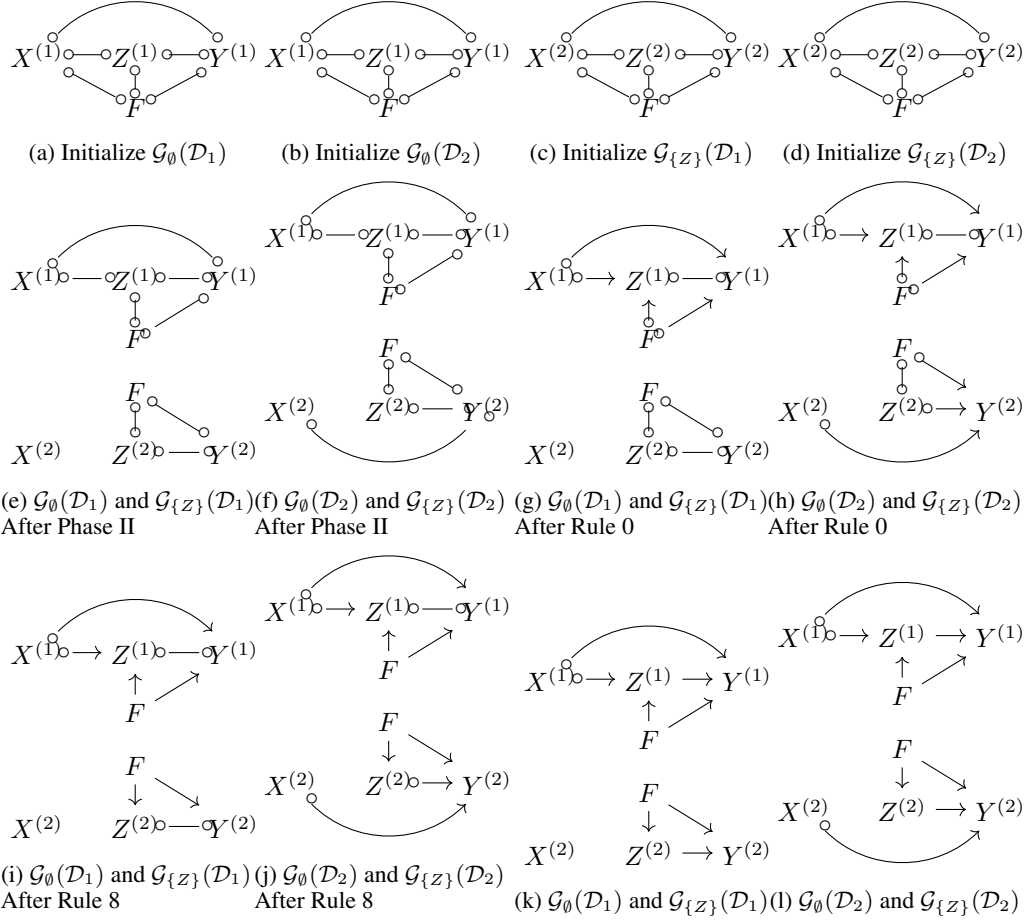 X^{(1)} Z^{(1)} Y^{(1)} X^{(1)} Z^{(1)} Y^{(1)} X^{(2)} Z^{(2)} Y^{(2)} X^{(2)} Z^{(2)} Y^{(2)}
F F F F
(a) Initialize 𝒢_∅(𝒟_1) (b) Initialize 𝒢_∅(𝒟_2) (c) Initialize 𝒢_{\{Z\}}(𝒟_1) (d) Initialize 𝒢_{\{Z\}}(𝒟_2)
X^{(1)} Z^{(1)} Y^{(1)}
F
F
X^{(2)} Z^{(2)} Y^{(2)}
(e) 𝒢_∅(𝒟_1) and 𝒢_{\{Z\}}(𝒟_1)
After Phase II
X^{(1)} Z^{(1)} Y^{(1)}
F
F
X^{(2)} Z^{(2)} Y^{(2)}
(f) 𝒢_∅(𝒟_2) and 𝒢_{\{Z\}}(𝒟_2)
After Phase II
X^{(1)} Z^{(1)} Y^{(1)}
F
F
X^{(2)} Z^{(2)} Y^{(2)}
(g) 𝒢_∅(𝒟_1) and 𝒢_{\{Z\}}(𝒟_1)
After Rule 0
X^{(1)} Z^{(1)} Y^{(1)}
F
F
X^{(2)} Z^{(2)} Y^{(2)}
(h) 𝒢_∅(𝒟_2) and 𝒢_{\{Z\}}(𝒟_2)
After Rule 0
X^{(1)} Z^{(1)} Y^{(1)}
F
F
X^{(2)} Z^{(2)} Y^{(2)}
(i) 𝒢_∅(𝒟_1) and 𝒢_{\{Z\}}(𝒟_1)
After Rule 8
X^{(1)} Z^{(1)} Y^{(1)}
F
F
X^{(2)} Z^{(2)} Y^{(2)}
(j) 𝒢_∅(𝒟_2) and 𝒢_{\{Z\}}(𝒟_2)
After Rule 8
X^{(1)} Z^{(1)} Y^{(1)}
F
F
X^{(2)} Z^{(2)} Y^{(2)}
(k) 𝒢_∅(𝒟_1) and 𝒢_{\{Z\}}(𝒟_1)
X^{(1)} Z^{(1)} Y^{(1)}
F
F
X^{(2)} Z^{(2)} Y^{(2)}
(l) 𝒢_∅(𝒟_2) and 𝒢_{\{Z\}}(𝒟_2)